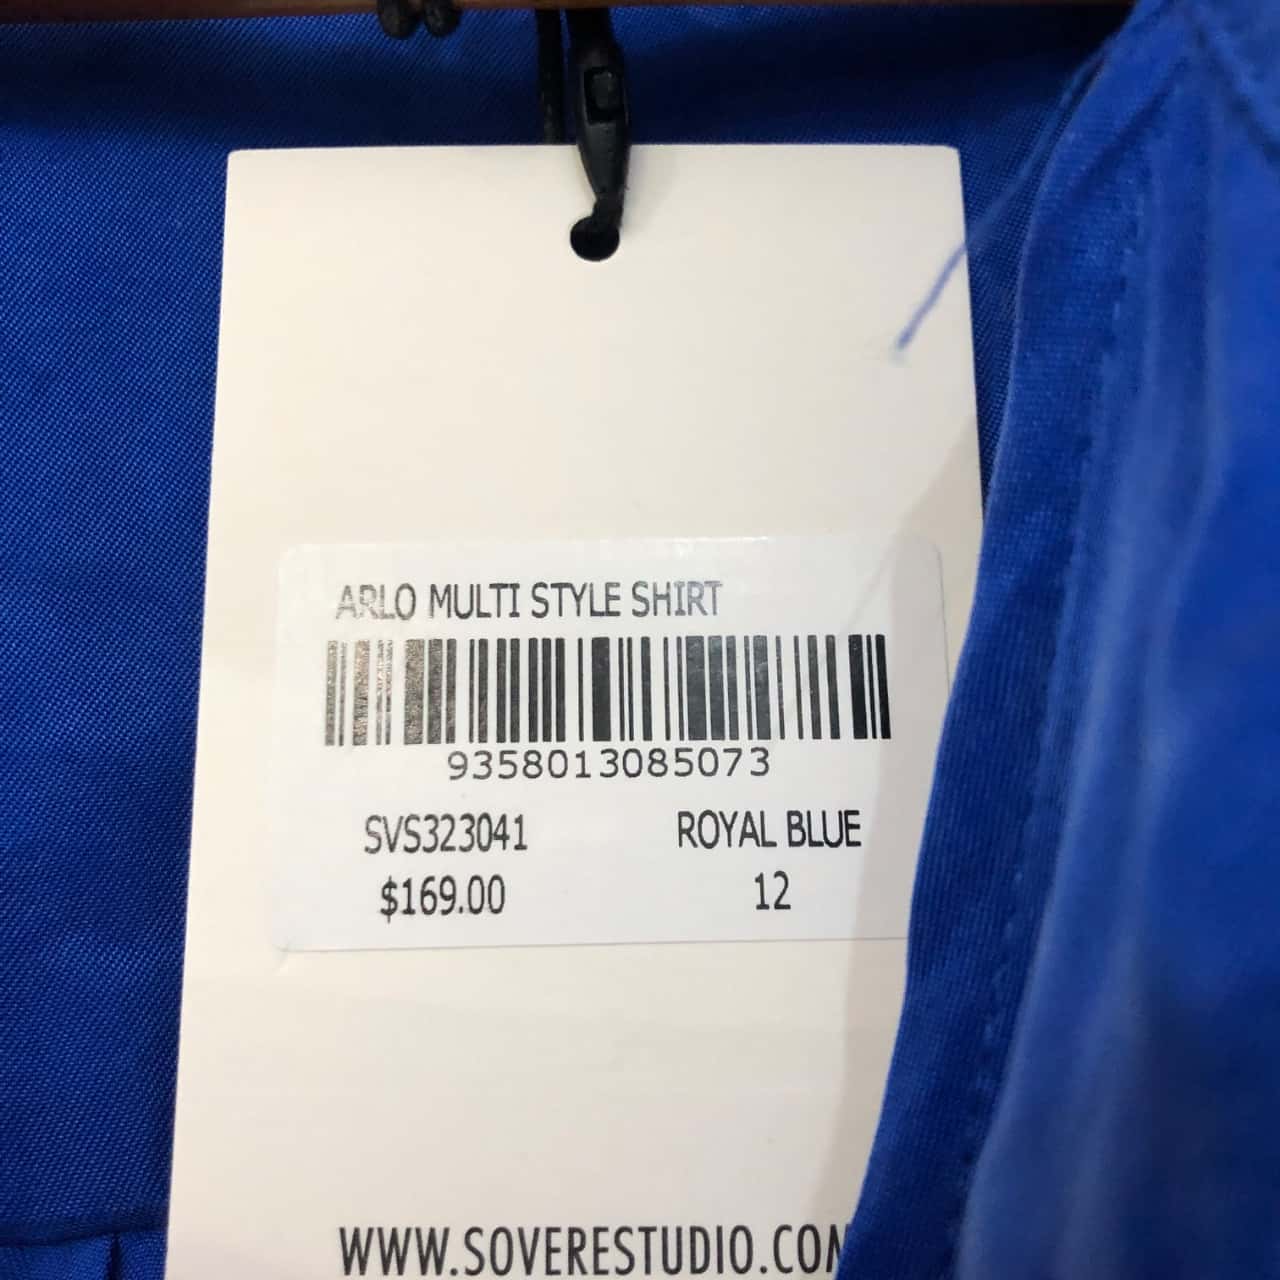 ARLO MULTI STYLE SHIRT
9358013085073
SVS323041 ROYAL BLUE
$169.00 12
WWW.SOVERESTUDIO.COM